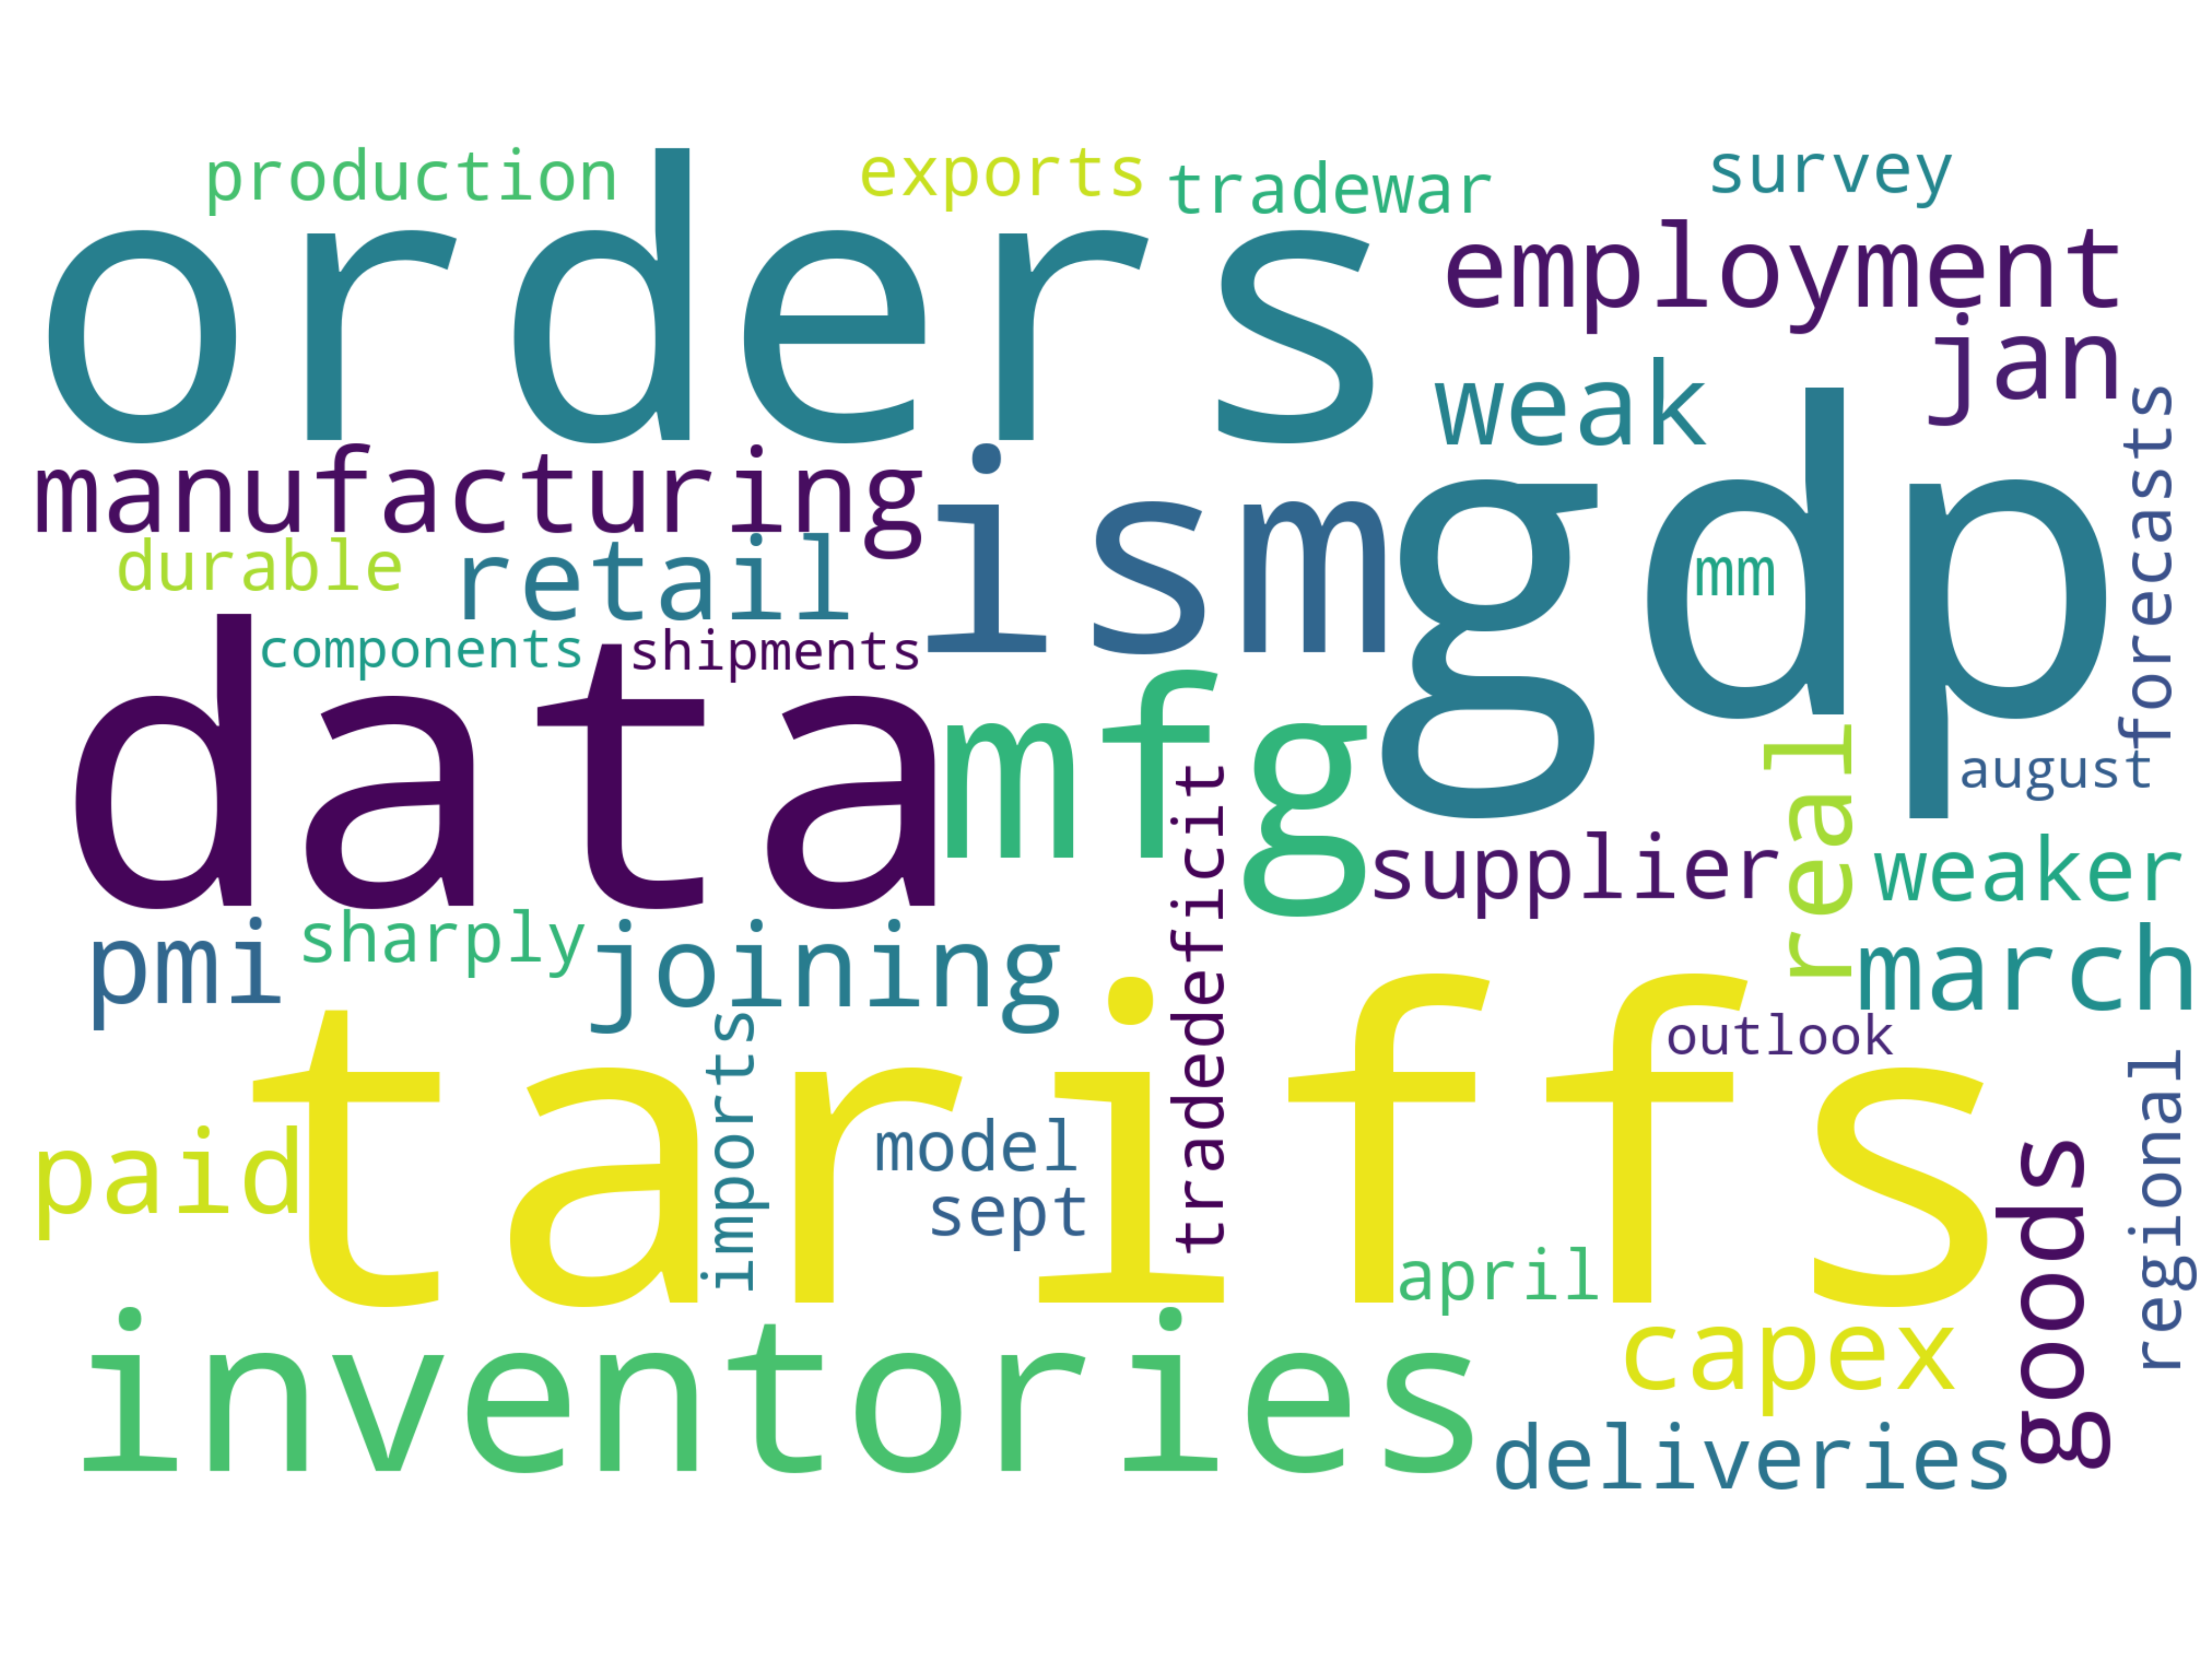 production
exports
tradewar
survey
orders
employment
jan
weak
manufacturing
ism
gdp
forecasts
durable
retail
mm
components
shipments
data
mfg
real
august
tradedeficit
supplier
weaker
pmi
sharply
joining
march
tariffs
imports
outlook
paid
model
sept
regional
goods
april
inventories
capex
deliveries